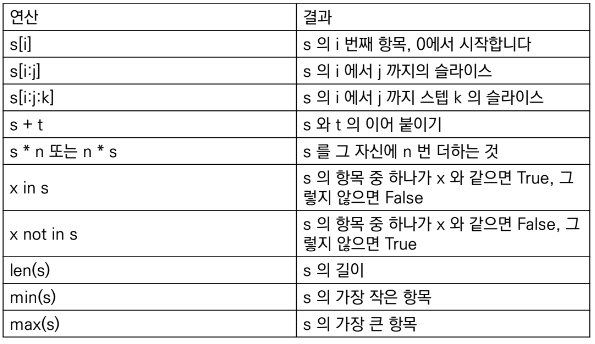 연산 결과
s[i] s 의 i 번째 항목, 0에서 시작합니다
s[i:j] s 의 i 에서 j 까지의 슬라이스
s[i:j:k] s 의 i 에서 j 까지 스텝 k 의 슬라이스
s + t s 와 t 의 이어 붙이기
s * n 또는 n * s s 를 그 자신에 n 번 더하는 것
x in s s 의 항목 중 하나가 x 와 같으면 True, 그
렇지 않으면 False
x not in s s 의 항목 중 하나가 x 와 같으면 False, 그
렇지 않으면 True
len(s) s 의 길이
min(s) s 의 가장 작은 항목
max(s) s 의 가장 큰 항목